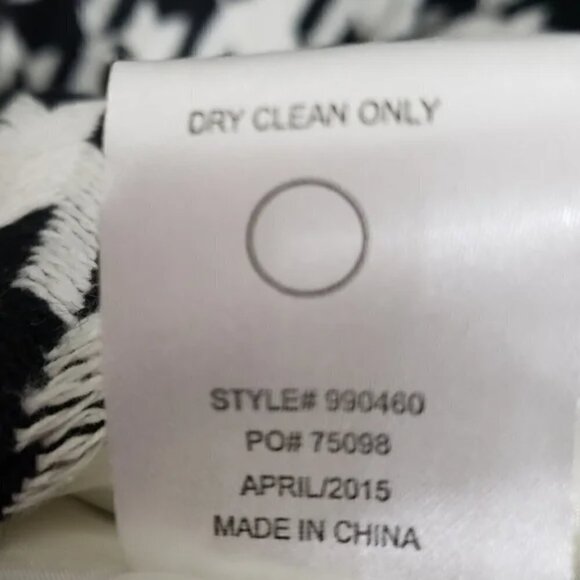 DRY CLEAN ONLY
STYLE# 990460
PO# 75098
APRIL/2015
MADE IN CHINA